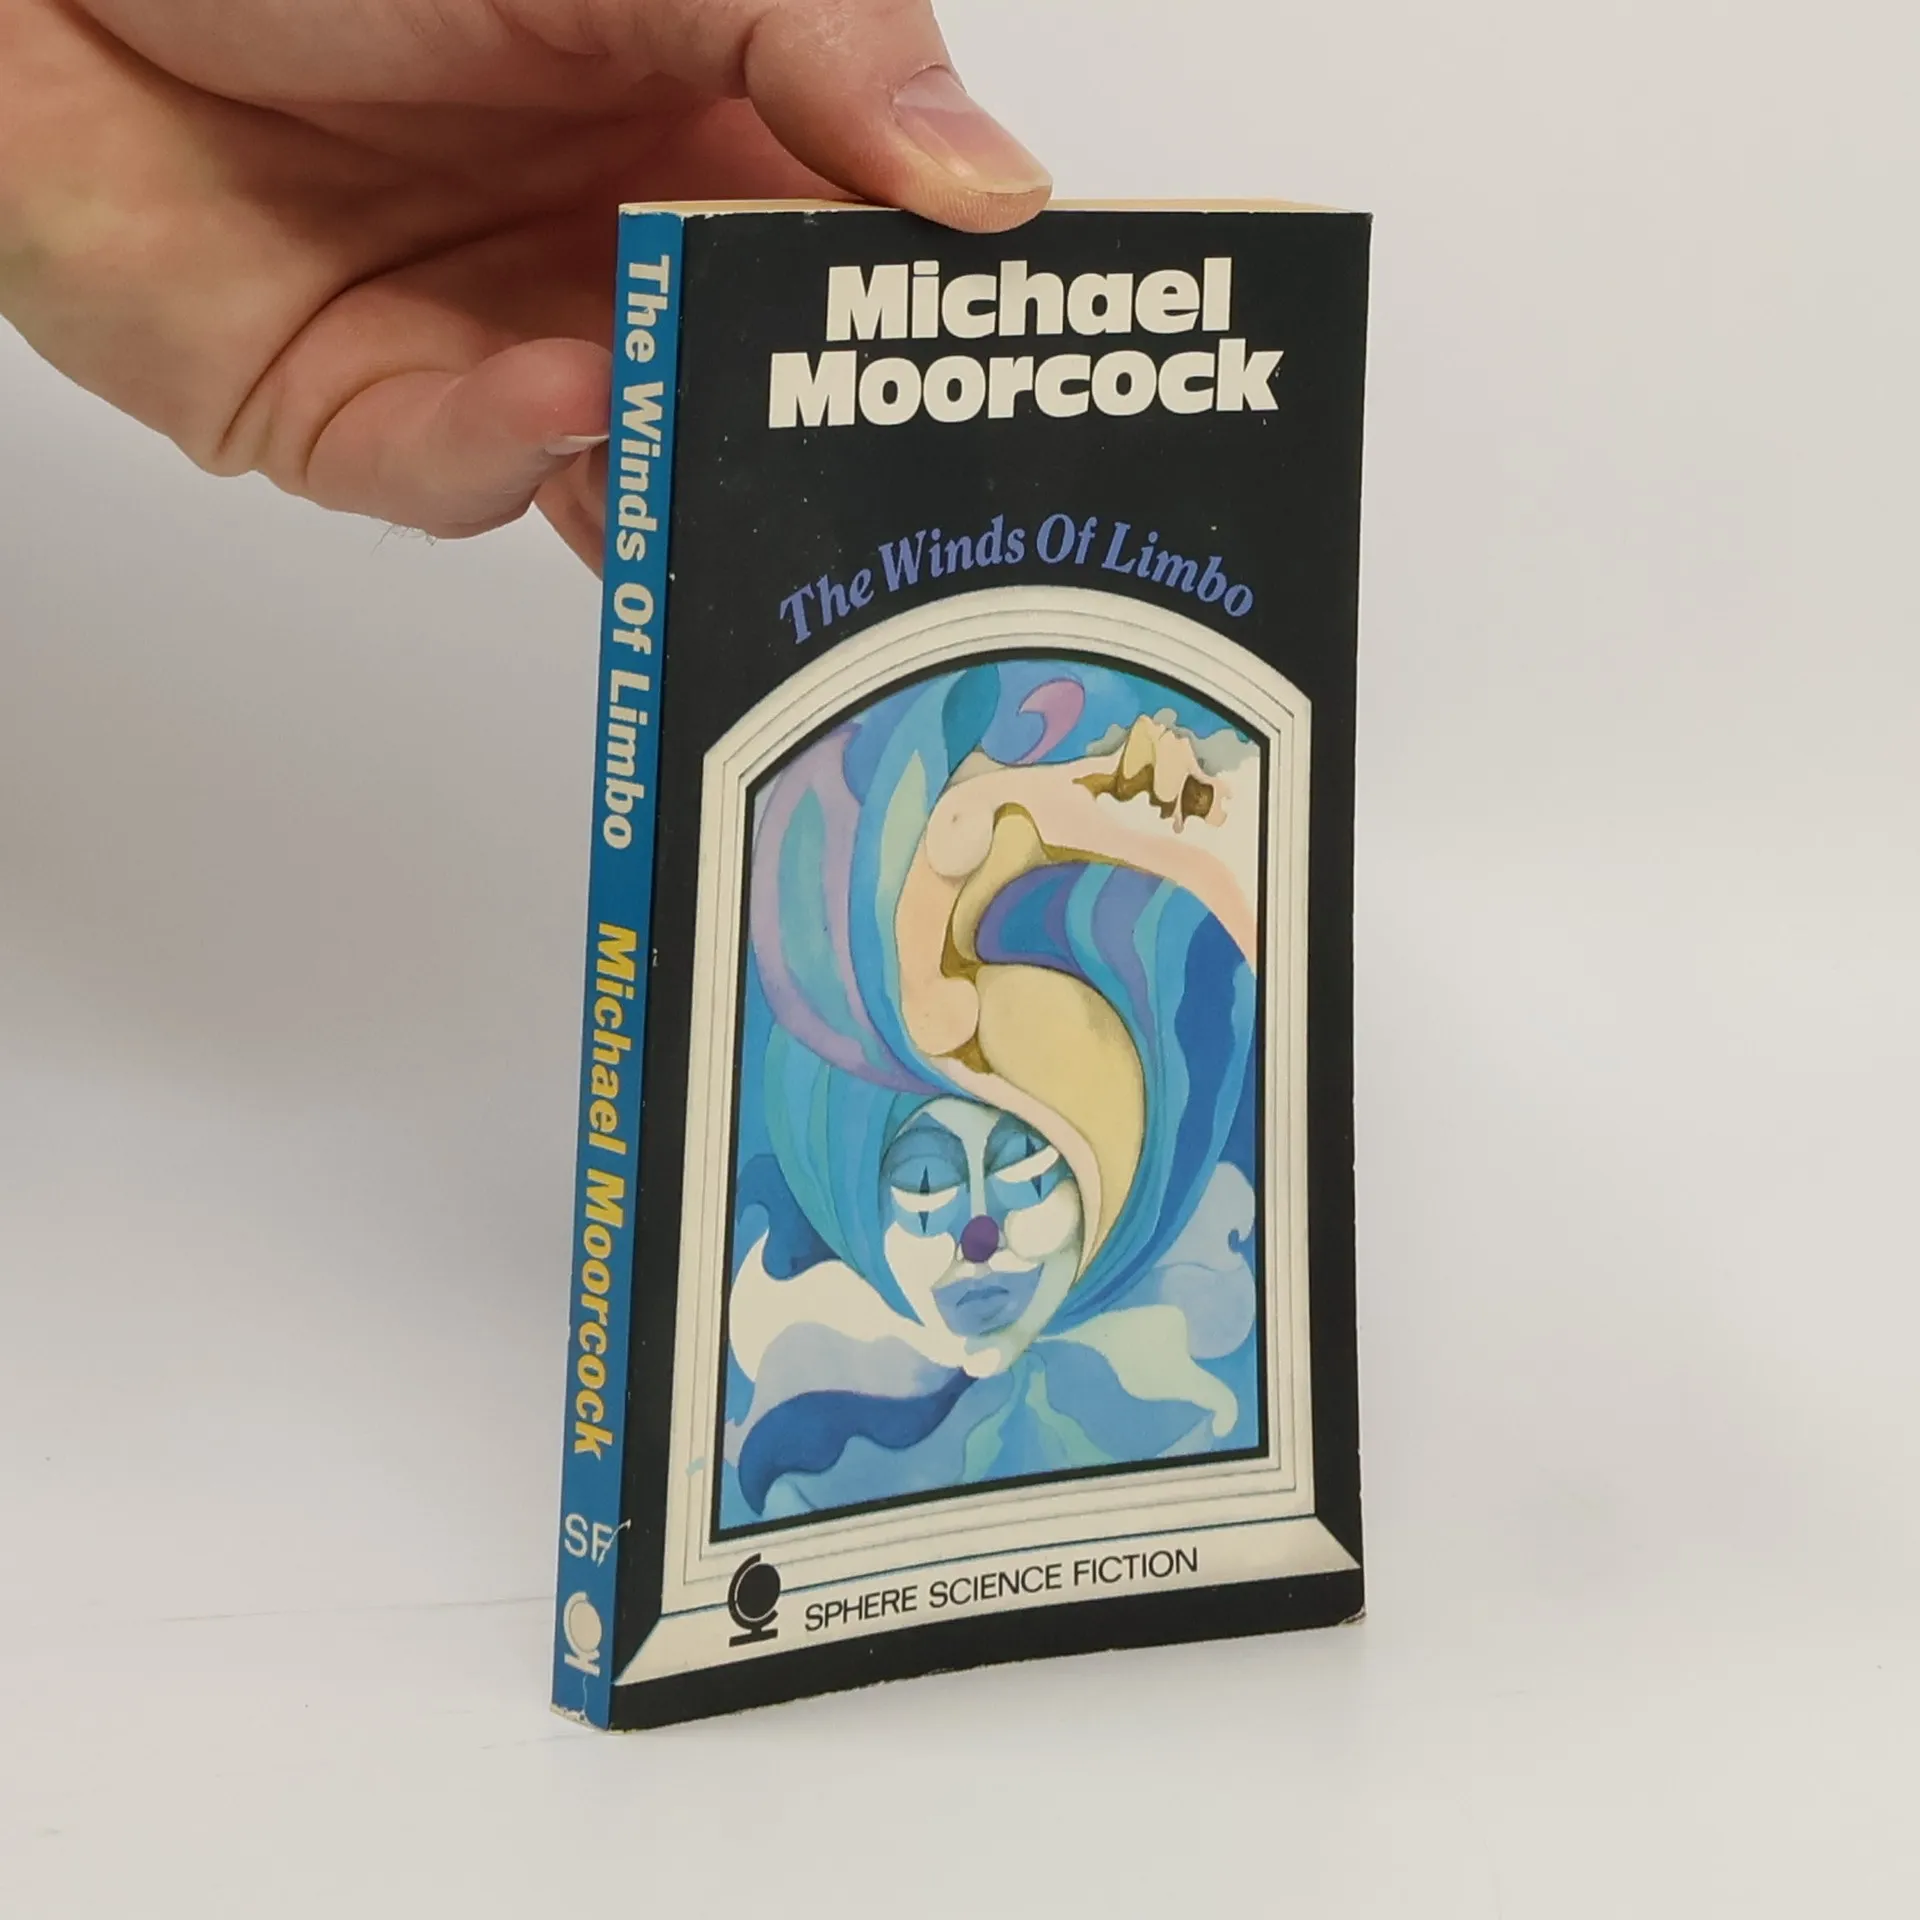 Michael
Moorcock
The Winds Of Limbo
SPHERE SCIENCE FICTION
The Winds Of Limbo Michael Moorcock SF